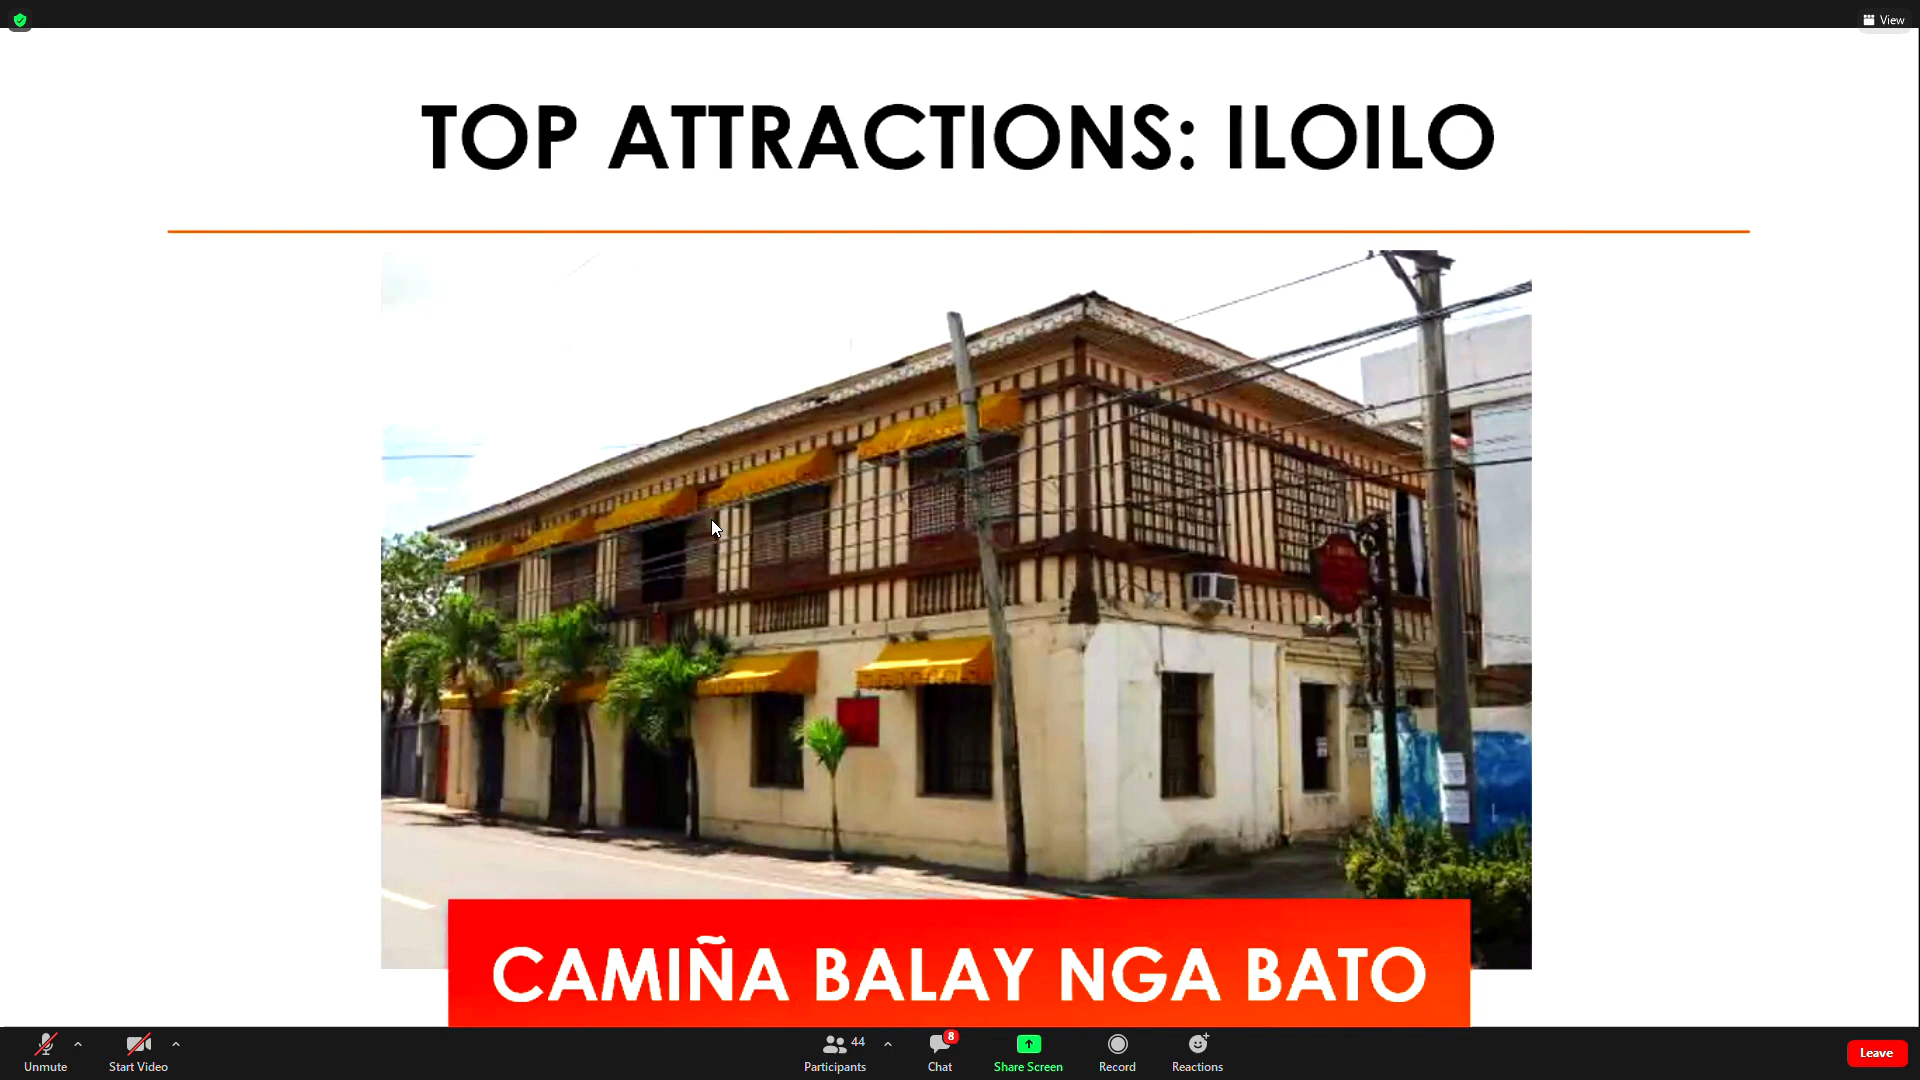 View
TOP ATTRACTIONS: ILOILO
CAMIÑA BALAY NGA BATO
Unmute
Start Video
44
Participants
8
Chat
Share Screen
Record
Reactions
Leave